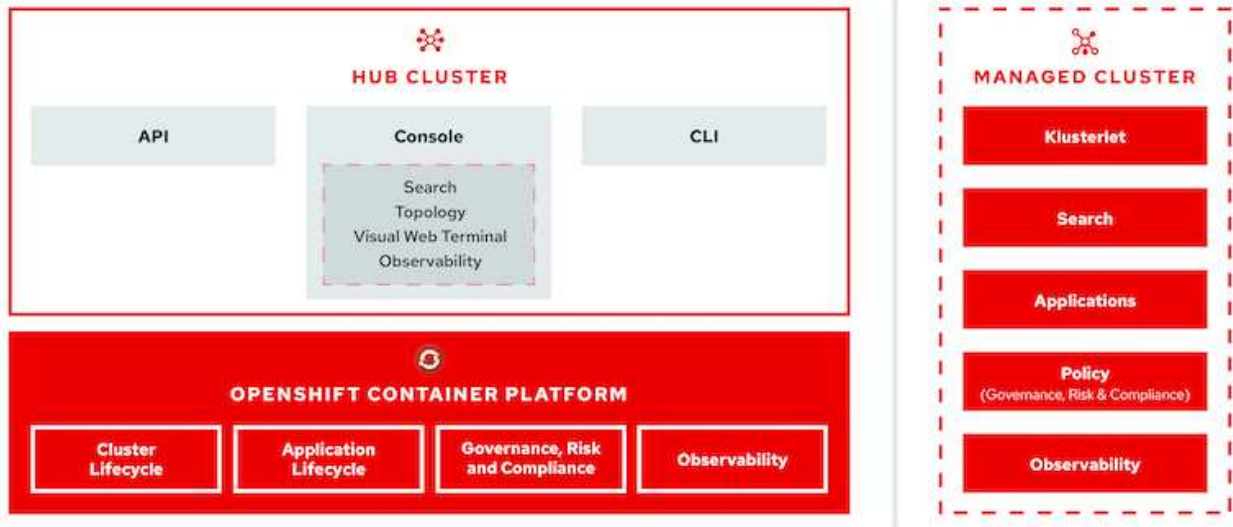 HUB CLUSTER
API
Console
CLI
Search
Topology
Visual Web Terminal
Observability
OPENSHIFT CONTAINER PLATFORM
Cluster
Lifecycle
Application
Lifecycle
Governance, Risk
and Compliance
Observability
MANAGED CLUSTER
Klusterlet
Search
Applications
Policy
(Governance, Risk & Compliance)
Observability